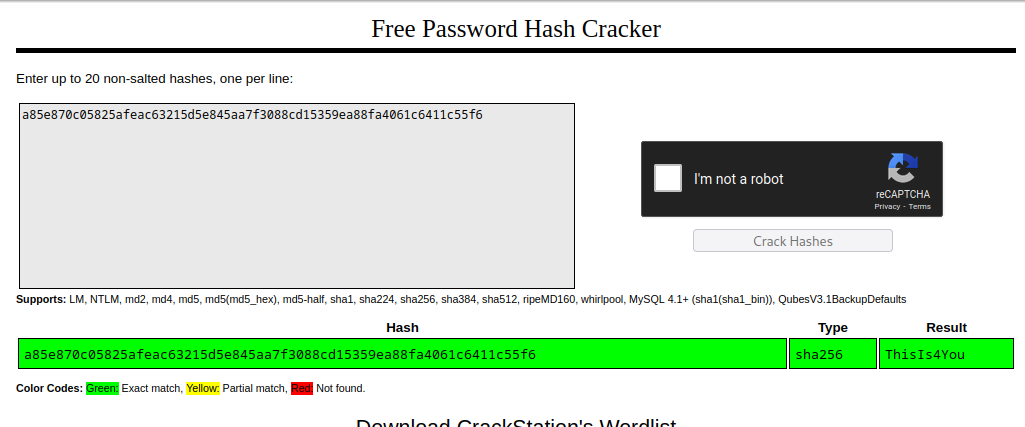 Free Password Hash Cracker
Enter up to 20 non-salted hashes, one per line:
a85e870c05825afeac63215d5e845aa7f3088cd15359ea88fa4061c6411c55f6
I'm not a robot
reCAPTCHA
Privacy - Terms
Crack Hashes
Supports: LM, NTLM, md2, md4, md5, md5(md5_hex), md5-half, sha1, sha224, sha256, sha384, sha512, ripeMD160, whirlpool, MySQL 4.1+ (sha1(sha1_bin)), QubesV3.1BackupDefaults
Hash Type Result
a85e870c05825afeac63215d5e845aa7f3088cd15359ea88fa4061c6411c55f6 sha256 ThisIs4You
Color Codes: Green: Exact match, Yellow: Partial match, Red: Not found.
Download CrackStation's Wordlist